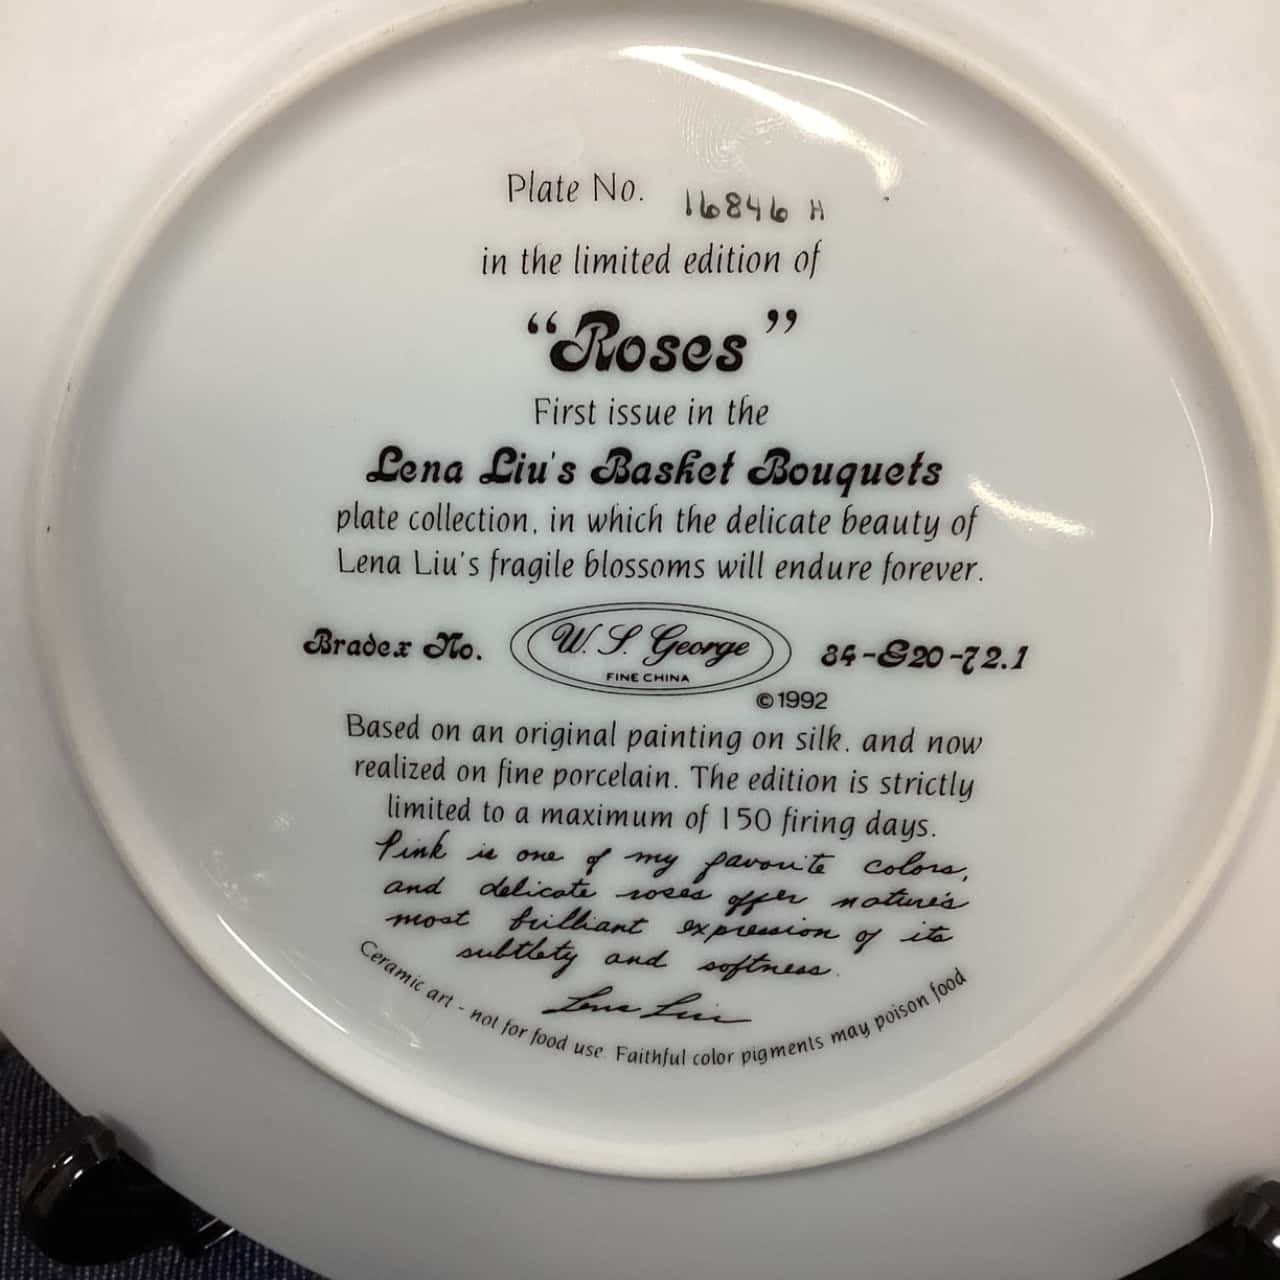 Plate No. 16846 H
in the limited edition of
“Roses”
First issue in the
Lena Liu's Basket Bouquets
plate collection, in which the delicate beauty of
Lena Liu's fragile blossoms will endure forever.
Bradex No. W. S. George 84-G20-72.1
FINE CHINA
©1992
Based on an original painting on silk, and now
realized on fine porcelain. The edition is strictly
limited to a maximum of 150 firing days.
Pink is one of my favorite colors,
and delicate roses offer nature's
most brilliant expression of its
subtlety and softness.
Lena Liu
Ceramic art - not for food use. Faithful color pigments may poison food